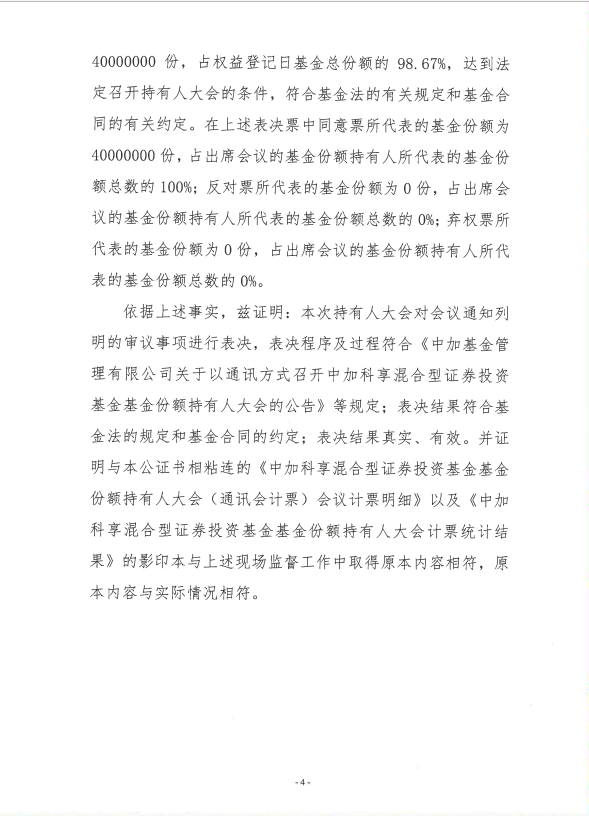 40000000 份，占权益登记日基金总份额的 98.67%，达到法
定召开持有人大会的条件，符合基金法的有关规定和基金合
同的有关约定。在上述表决票中同意票所代表的基金份额为
40000000 份，占出席会议的基金份额持有人所代表的基金份
额总数的 100%；反对票所代表的基金份额为 0 份，占出席会
议的基金份额持有人所代表的基金份额总数的 0%；弃权票所
代表的基金份额为 0 份，占出席会议的基金份额持有人所代
表的基金份额总数的 0%。
依据上述事实，兹证明：本次持有人大会对会议通知列
明的审议事项进行表决，表决程序及过程符合《中加基金管
理有限公司关于以通讯方式召开中加科享混合型证券投资
基金基金份额持有人大会的公告》等规定；表决结果符合基
金法的规定和基金合同的约定；表决结果真实、有效。并证
明与本公证书相粘连的《中加科享混合型证券投资基金基金
份额持有人大会（通讯会计票）会议计票明细》以及《中加
科享混合型证券投资基金基金份额持有人大会计票统计结
果》的影印本与上述现场监督工作中取得原本内容相符，原
本内容与实际情况相符。
- 4 -